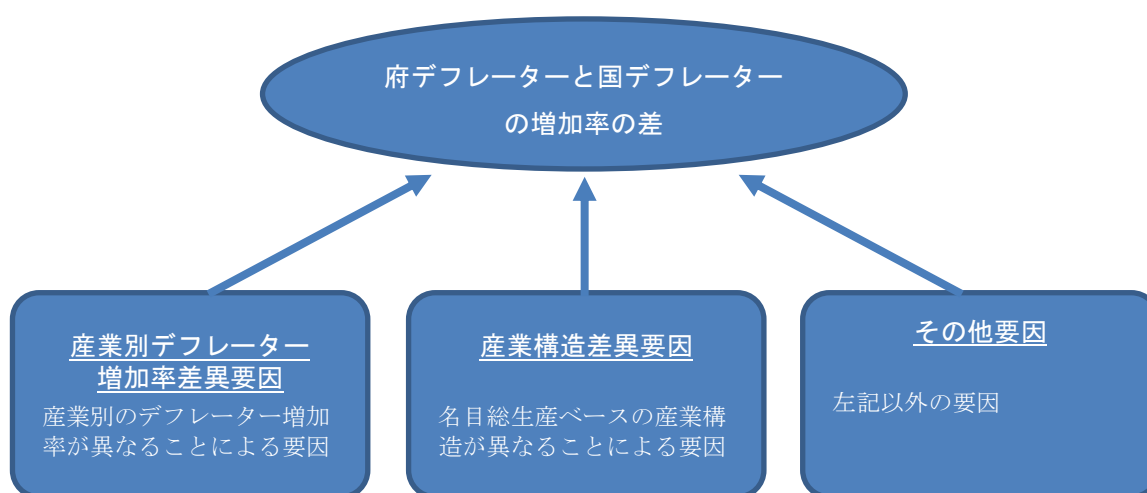 府デフレーターと国デフレーター
の増加率の差
産業別デフレーター
増加率差異要因
産業別のデフレーター増加
率が異なることによる要因
産業構造差異要因
名目総生産ベースの産業構
造が異なることによる要因
その他要因
左記以外の要因